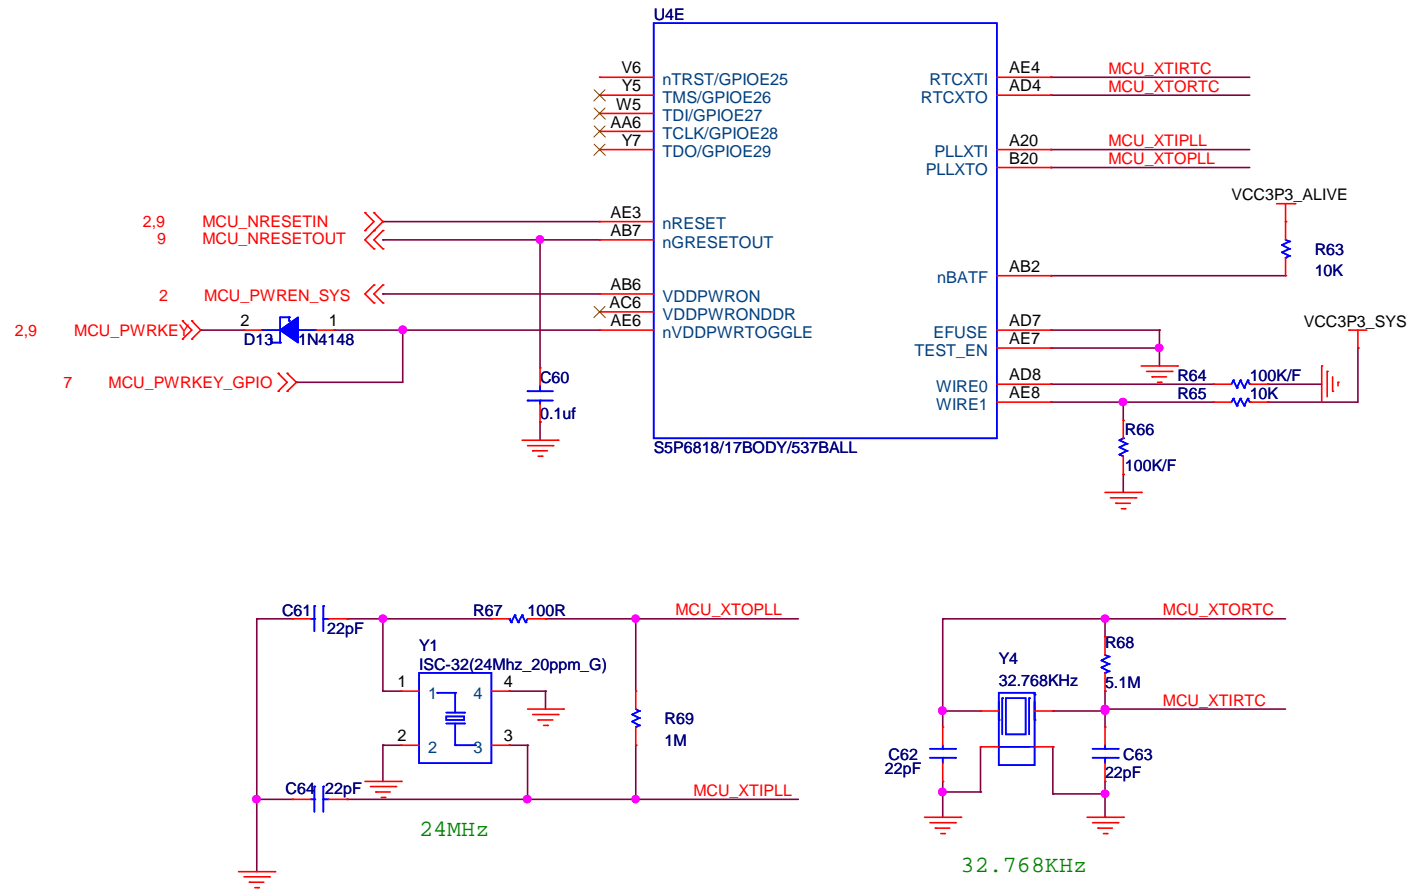 U4E
V6 nTRST/GPIOE25
Y5 TMS/GPIOE26
W5 TDI/GPIOE27
AA6 TCLK/GPIOE28
Y7 TDO/GPIOE29
RTCXTI AE4 MCU_XTIRTC
RTCXTO AD4 MCU_XTORTC
PLLXTI A20 MCU_XTIPLL
PLLXTO B20 MCU_XTOPLL
VCC3P3_ALIVE
2,9 MCU_NRESETIN AE3 nRESET
9 MCU_NRESETOUT AB7 nGRESETOUT
R63
10K
nBATF AB2
2 MCU_PWREN_SYS AB6 VDDPWRON
AC6 VDDPWRONDDR
2,9 MCU_PWRKEY 2 1 AE6 nVDDPWRTOGGLE
D13 1N4148
VCC3P3_SYS
EFUSE AD7
TEST_EN AE7
7 MCU_PWRKEY_GPIO
WIRE0 AD8 R64 100K/F
WIRE1 AE8 R65 10K
C60
0.1uf
R66
100K/F
S5P6818/17BODY/537BALL
C61
22pF
R67 100R
MCU_XTOPLL
Y1
ISC-32(24Mhz_20ppm_G)
1 1 4 4
2 2 3 3
R69
1M
C64 22pF
MCU_XTIPLL
24MHz
MCU_XTORTC
R68
5.1M
Y4
32.768KHz
MCU_XTIRTC
C62
22pF
C63
22pF
32.768KHz